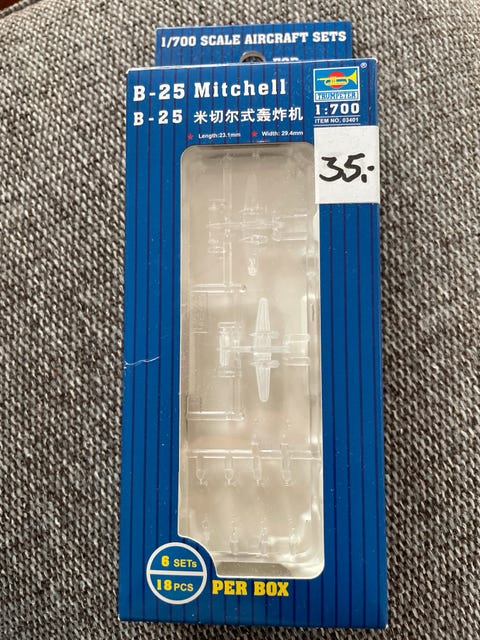 1/700 SCALE AIRCRAFT SETS
FOR
B-25 Mitchell
B-25 米切尔式轰炸机
Length:23.1mm Width: 29.4mm
®
TRUMPETER
1:700
ITEM NO. 03401
35,-
6 SETs
18 PCS
PER BOX